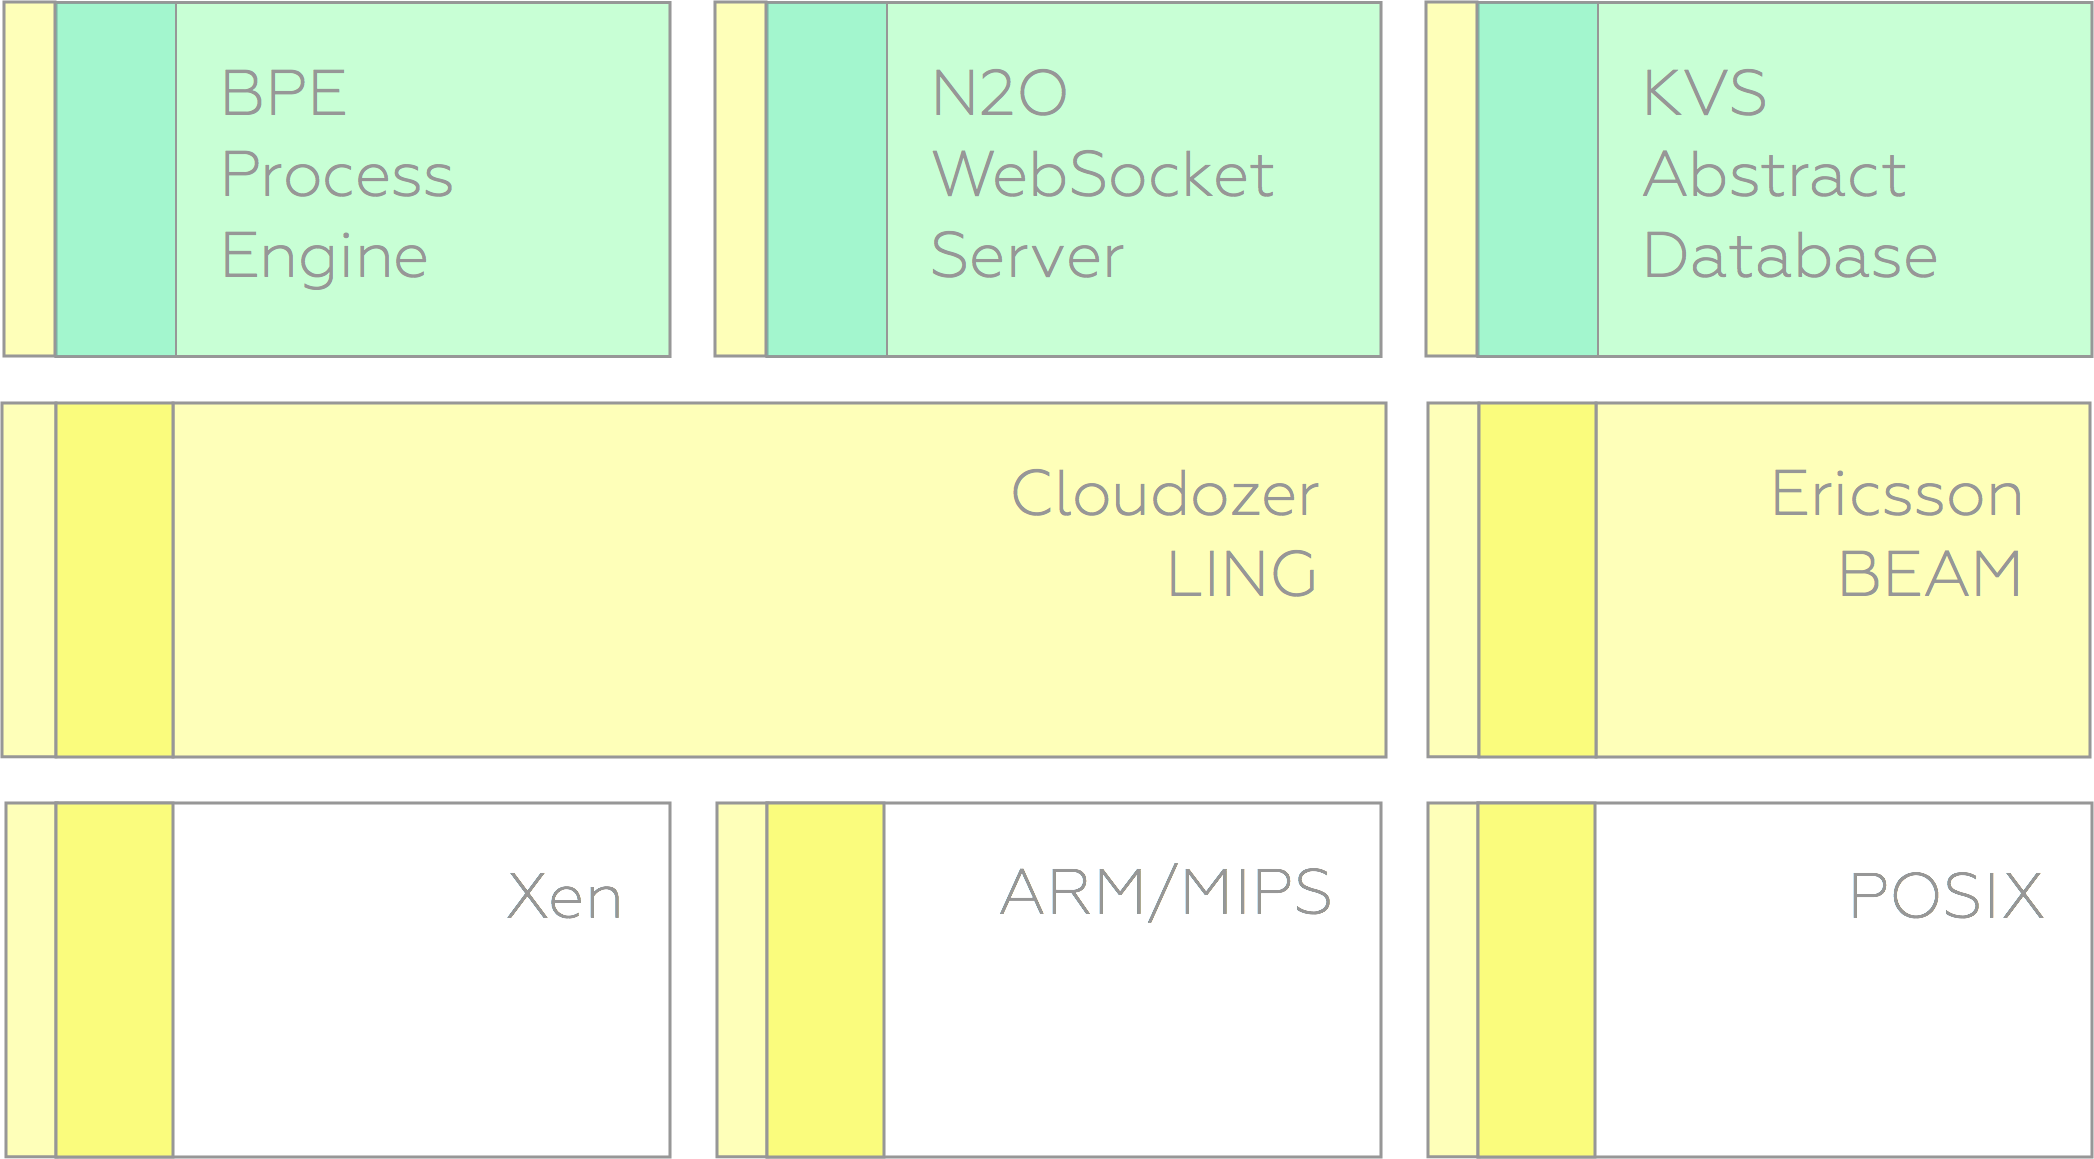 BPE
Process
Engine
N2O
WebSocket
Server
KVS
Abstract
Database
Cloudozer
LING
Ericsson
BEAM
Xen
ARM/MIPS
POSIX